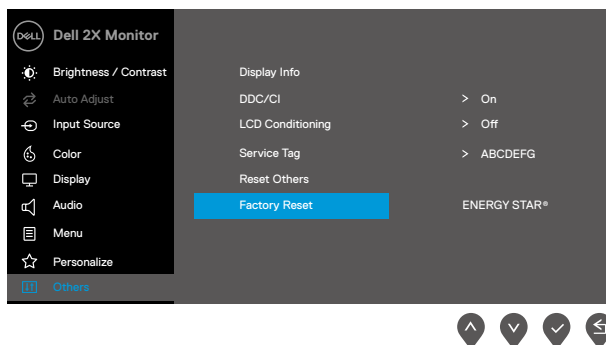 DELL Dell 2X Monitor
Brightness / Contrast Display Info
Auto Adjust DDC/CI > On
Input Source LCD Conditioning > Off
Color Service Tag > ABCDEFG
Display Reset Others
Audio Factory Reset ENERGY STAR®
Menu
Personalize
Others